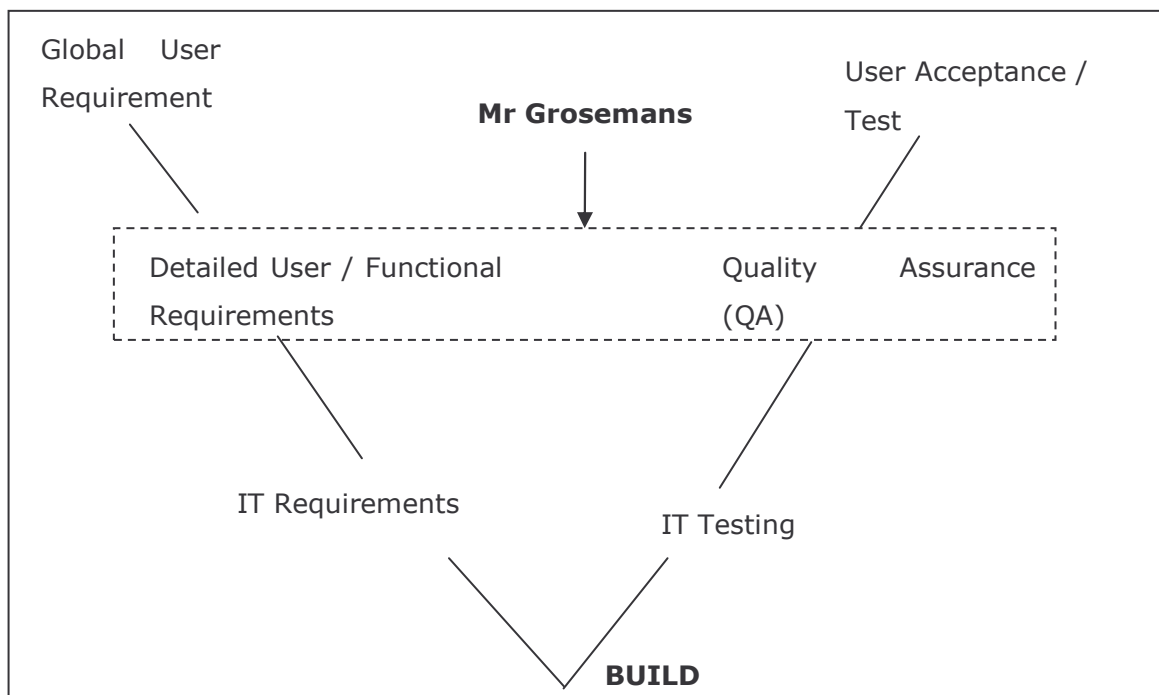 Global User
Requirement
User Acceptance /
Test
Mr Grosemans
Detailed User / Functional
Requirements
Quality Assurance
(QA)
IT Requirements
IT Testing
BUILD